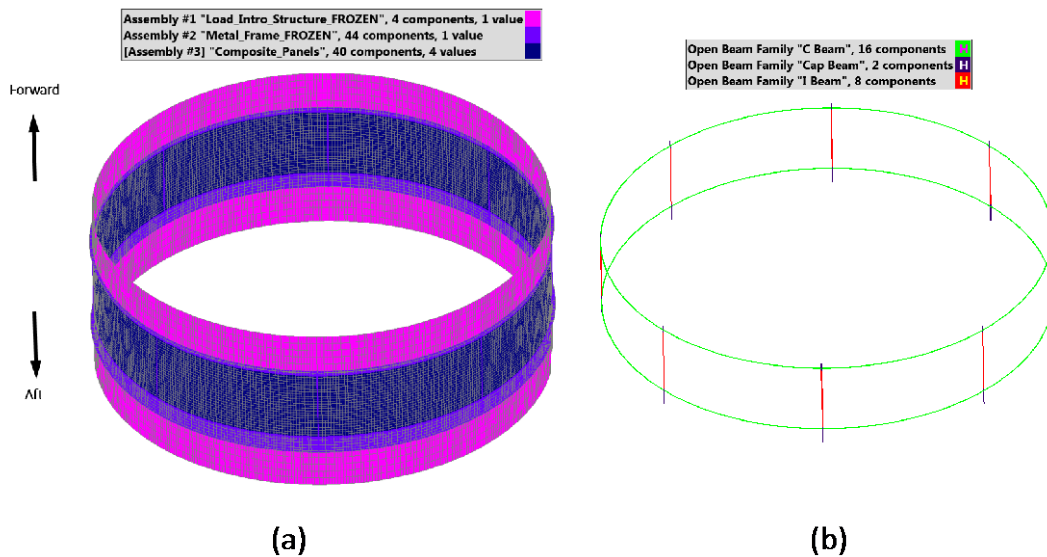 Assembly #1 "Load_Intro_Structure_FROZEN", 4 components, 1 value
Assembly #2 "Metal_Frame_FROZEN", 44 components, 1 value
[Assembly #3] "Composite_Panels", 40 components, 4 values
Forward
Aft
(a)
Open Beam Family "C Beam", 16 components H
Open Beam Family "Cap Beam", 2 components H
Open Beam Family "I Beam", 8 components H
(b)